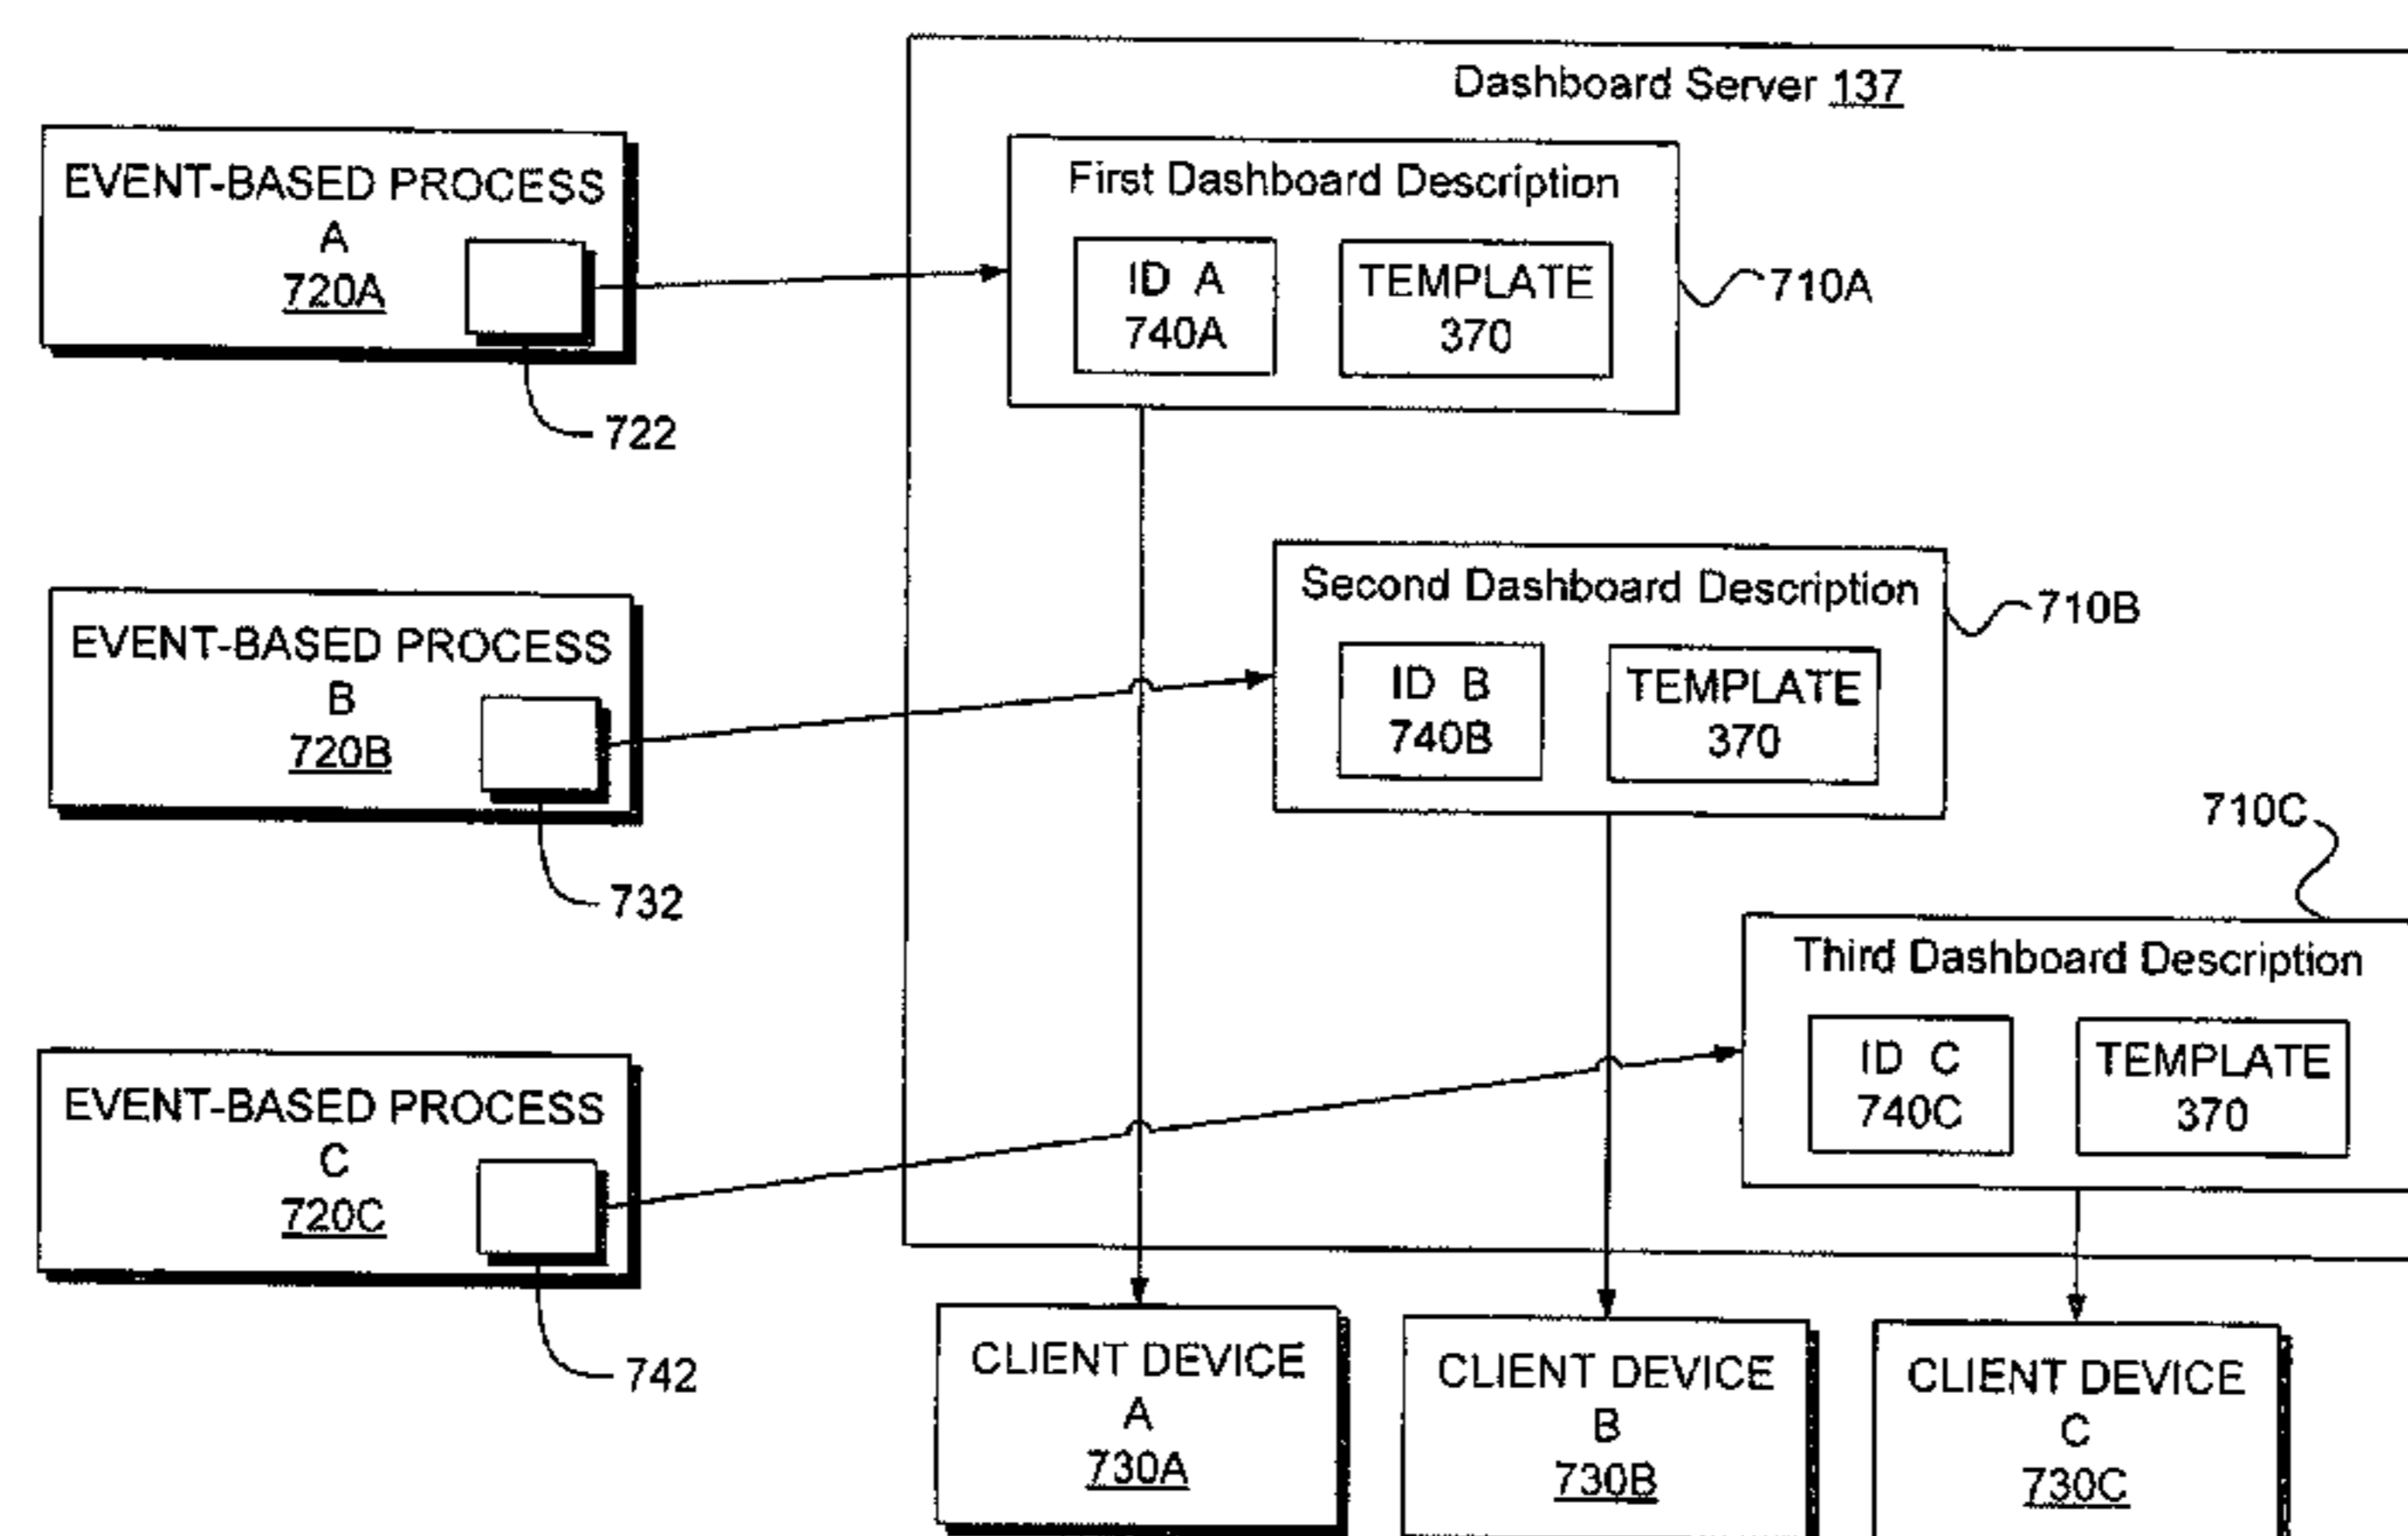 Dashboard Server 137
EVENT-BASED PROCESS
A
720A
722
First Dashboard Description
ID A
740A
TEMPLATE
370
710A
EVENT-BASED PROCESS
B
720B
732
Second Dashboard Description
ID B
740B
TEMPLATE
370
710B
710C
EVENT-BASED PROCESS
C
720C
742
Third Dashboard Description
ID C
740C
TEMPLATE
370
CLIENT DEVICE
A
730A
CLIENT DEVICE
B
730B
CLIENT DEVICE
C
730C